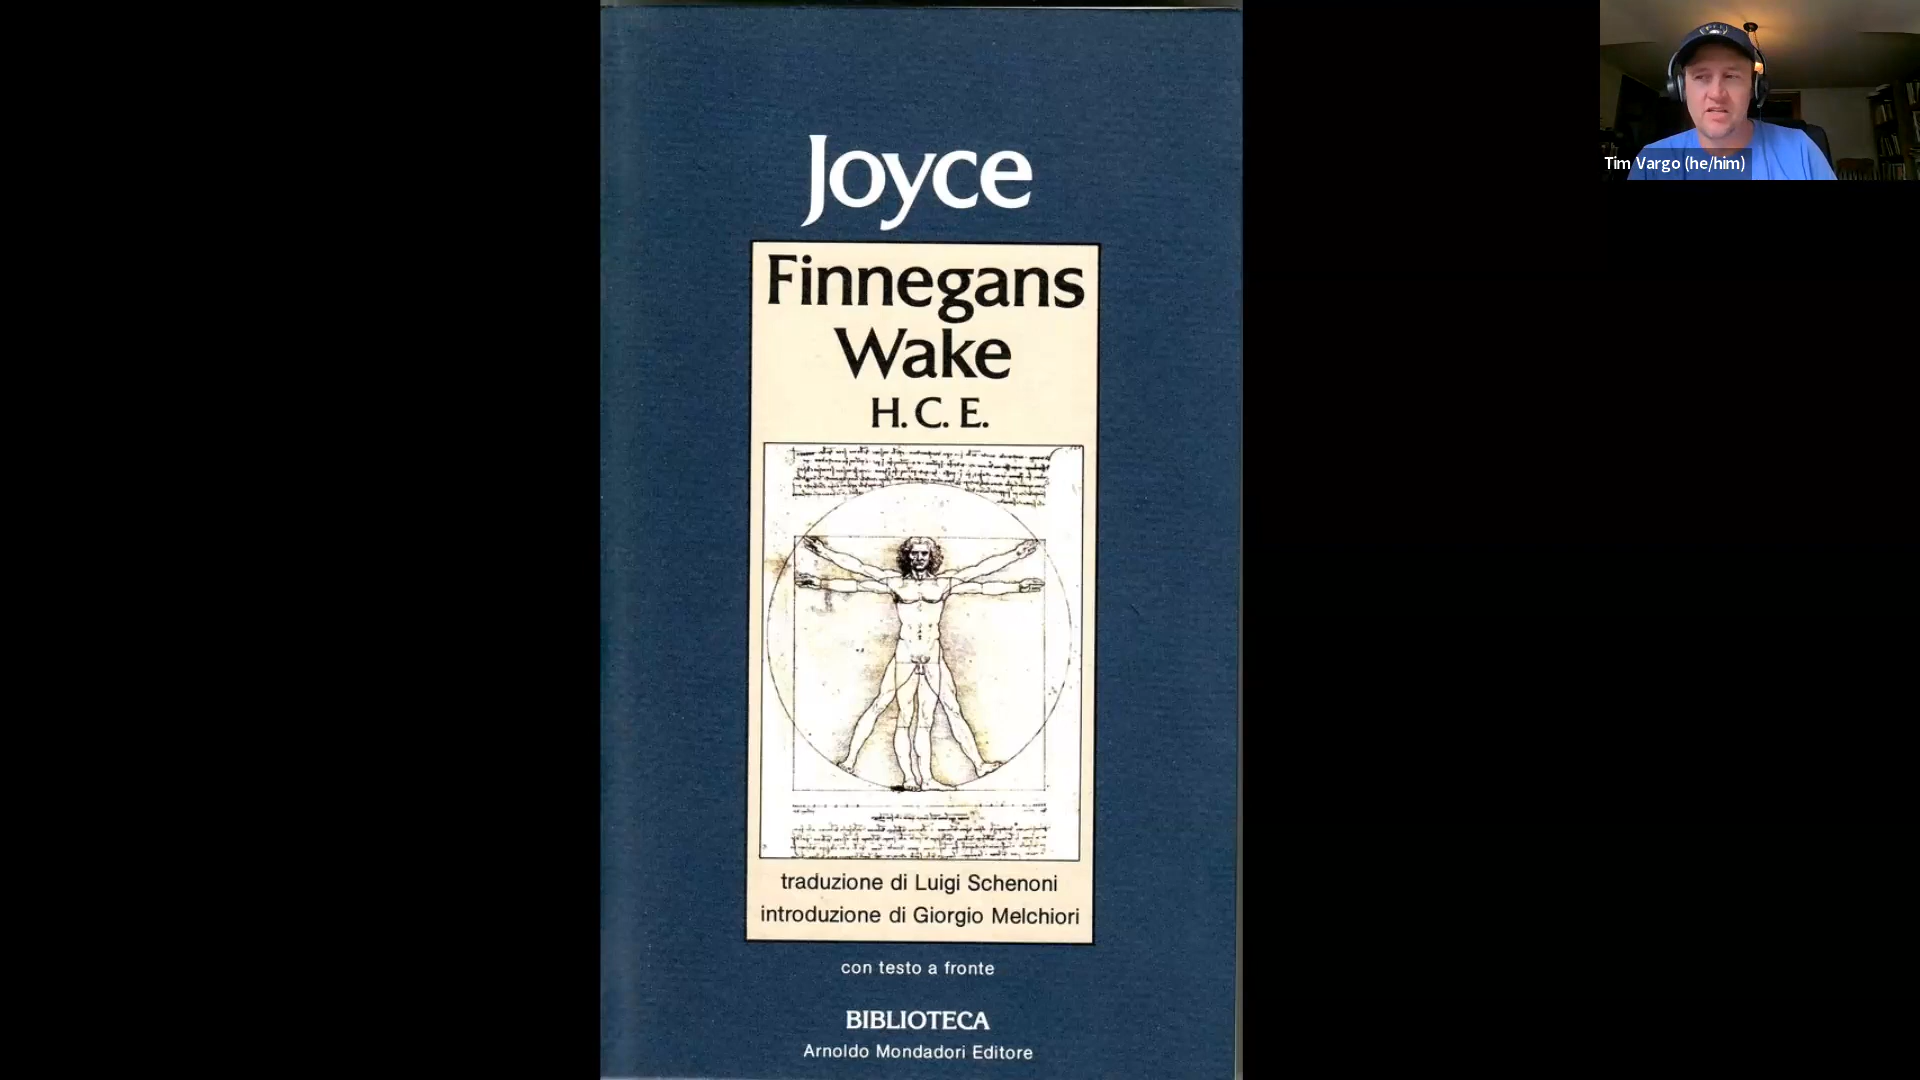 Joyce
Finnegans
Wake
H. C. E.
traduzione di Luigi Schenoni
introduzione di Giorgio Melchiori
con testo a fronte
BIBLIOTECA
Arnoldo Mondadori Editore
Tim Vargo (he/him)